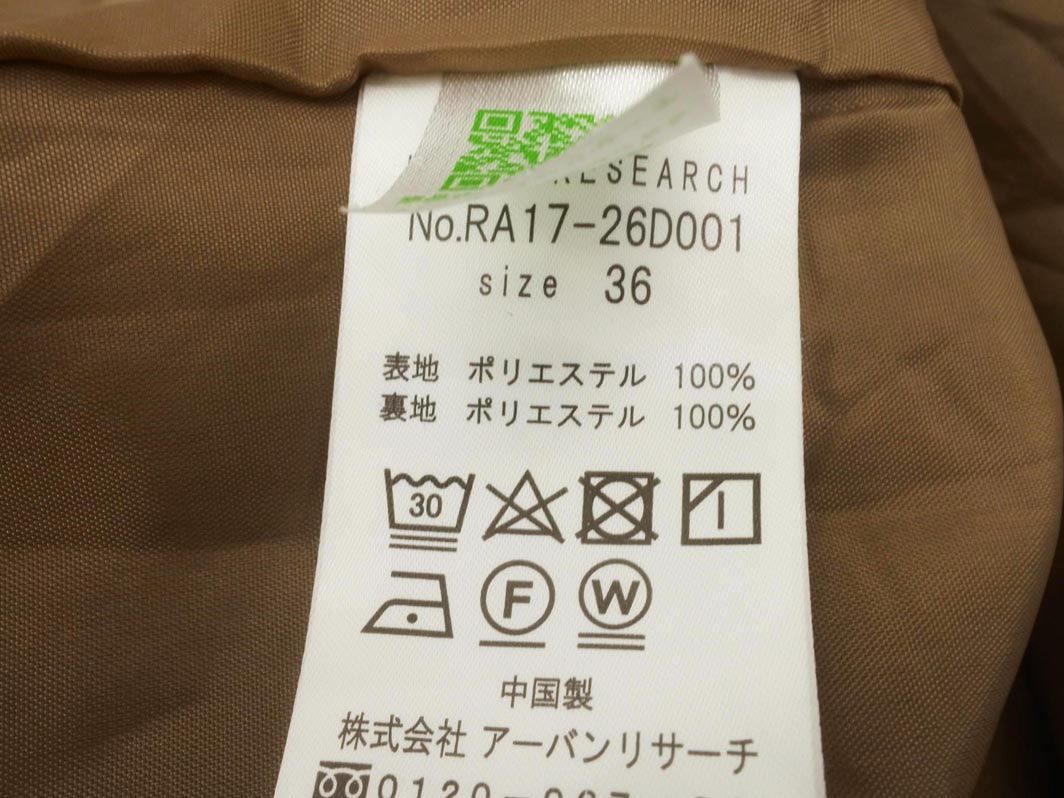 RESEARCH
No.RA17-26D001
size 36
表地 ポリエステル 100%
裏地 ポリエステル 100%
30
F W
中国製
株式会社 アーバンリサーチ
0120-